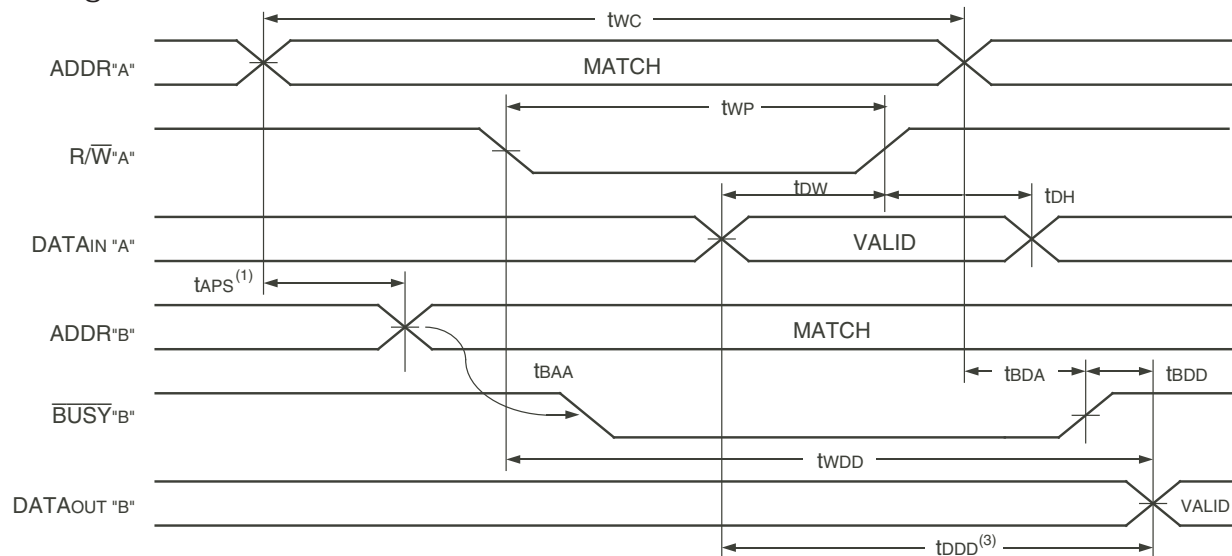 tWC
ADDR"A"
MATCH
tWP
R/W̅"A"
tDW
tDH
DATAIN "A"
VALID
tAPS(1)
ADDR"B"
MATCH
tBAA
tBDA
tBDD
B̅U̅S̅Y̅"B"
tWDD
DATAOUT "B"
VALID
tDDD(3)